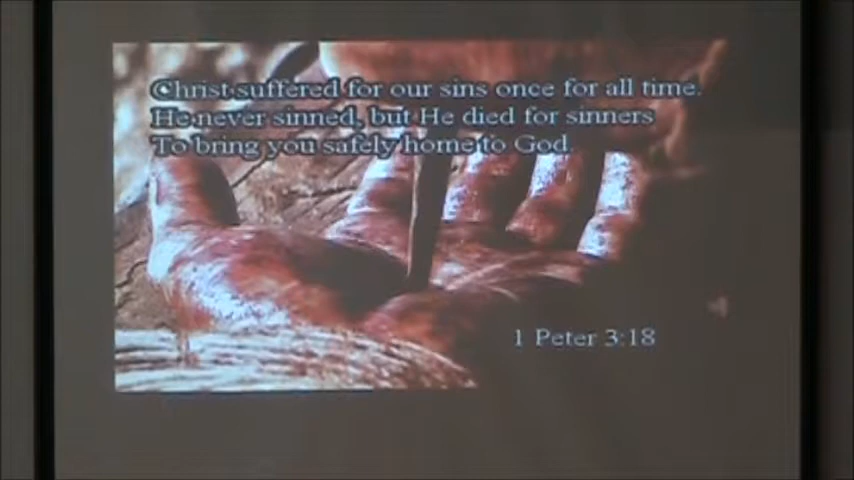 Christ suffered for our sins once for all time.
He never sinned, but He died for sinners
To bring you safely home to God.
1 Peter 3:18